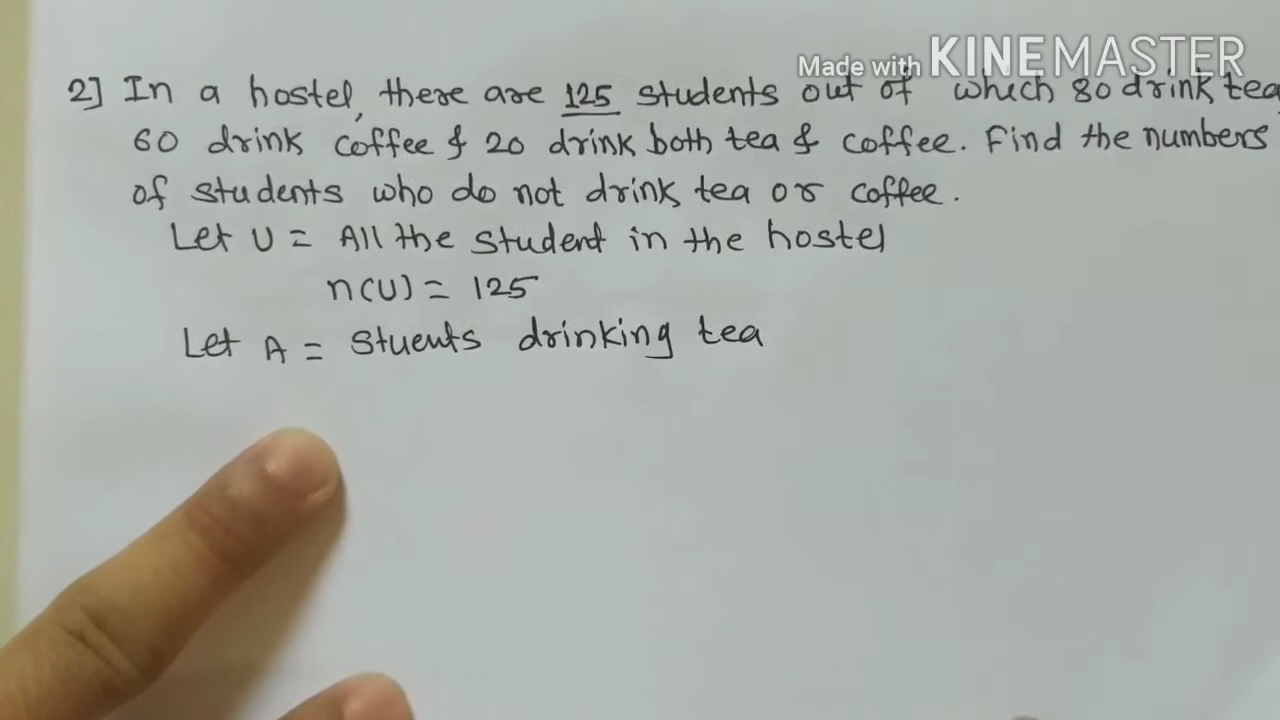 Made with KINEMASTER
2] In a hostel, there are 125 students out of which 80 drink tea
60 drink coffee & 20 drink both tea & coffee. Find the numbers
of students who do not drink tea or coffee.
Let U = All the student in the hostel
n(U) = 125
Let A = Stuents drinking tea